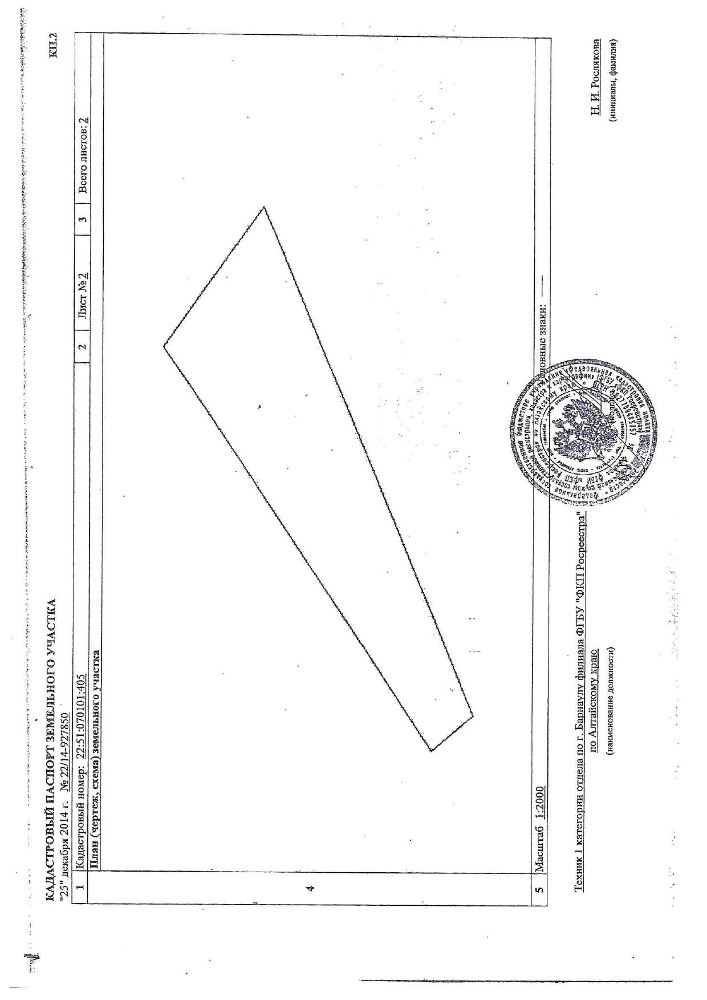 КАДАСТРОВЫЙ ПАСПОРТ ЗЕМЕЛЬНОГО УЧАСТКА
КП.2
"25" декабря 2014 г. № 22/14-927850
1 Кадастровый номер: 22:51:070101:405 2 Лист № 2 3 Всего листов: 2
План (чертеж, схема) земельного участка
4
5 Масштаб 1:2000 ловные знаки:
Техник 1 категории отдела по г. Барнаулу филиала ФГБУ "ФКП Росреестра"
по Алтайскому краю
(наименование должности)
Н. И. Рослякова
(инициалы, фамилия)